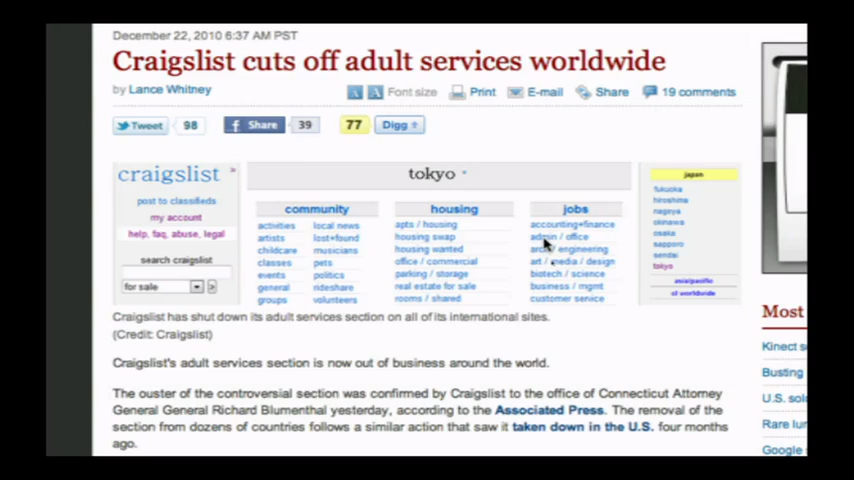 December 22, 2010 6:37 AM PST
Craigslist cuts off adult services worldwide
by Lance Whitney
A A Font size Print E-mail Share 19 comments
Tweet 98 Share 39 77 Digg
craigslist
post to classifieds
my account
help, faq, abuse, legal
search craigslist
for sale >
tokyo
community
activities local news
artists lost+found
childcare musicians
classes pets
events politics
general rideshare
groups volunteers
housing
apts / housing
housing swap
housing wanted
office / commercial
parking / storage
real estate for sale
rooms / shared
jobs
accounting+finance
admin / office
arch / engineering
art / media / design
biotech / science
business / mgmt
customer service
japan
fukuoka
hiroshima
nagoya
okinawa
osaka
sapporo
sendai
tokyo
asia/pacific
cl worldwide
Craigslist has shut down its adult services section on all of its international sites.
(Credit: Craigslist)
Craigslist's adult services section is now out of business around the world.
The ouster of the controversial section was confirmed by Craigslist to the office of Connecticut Attorney
General General Richard Blumenthal yesterday, according to the Associated Press. The removal of the
section from dozens of countries follows a similar action that saw it taken down in the U.S. four months
ago.
Most
Kinect s
Busting
U.S. sol
Rare lu
Google